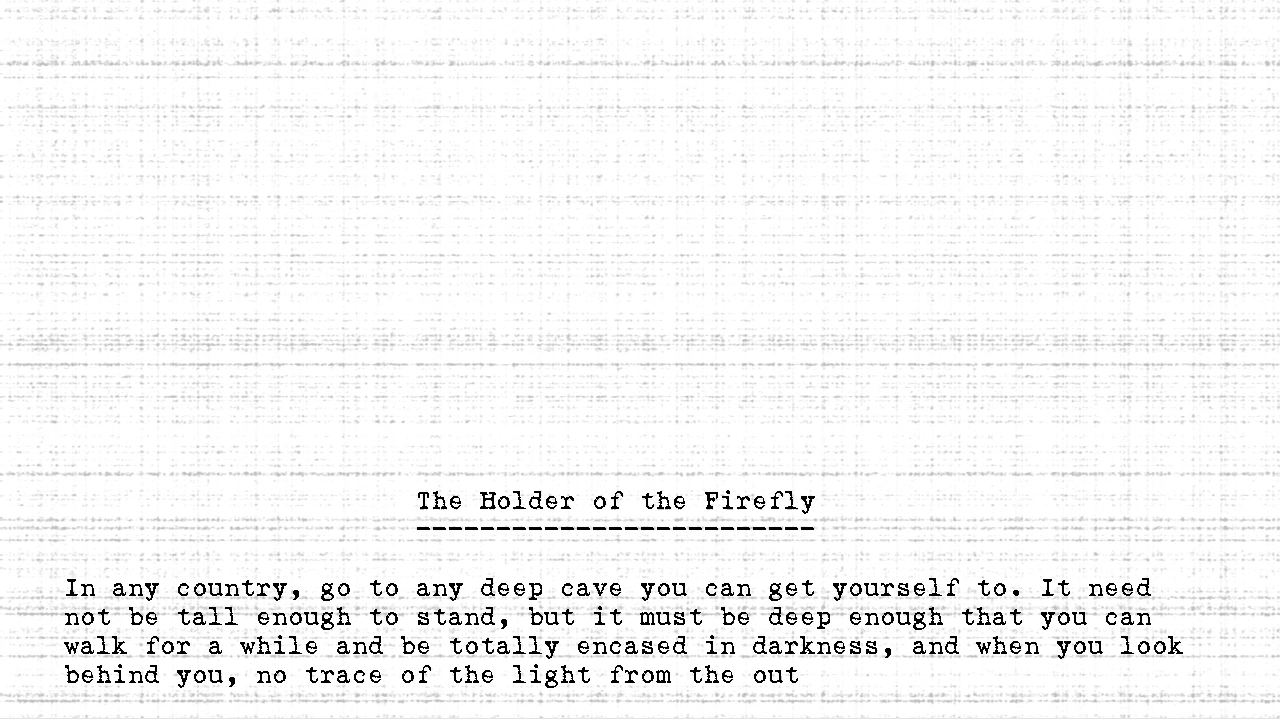 The Holder of the Firefly
-------------------------
In any country, go to any deep cave you can get yourself to. It need
not be tall enough to stand, but it must be deep enough that you can
walk for a while and be totally encased in darkness, and when you look
behind you, no trace of the light from the out